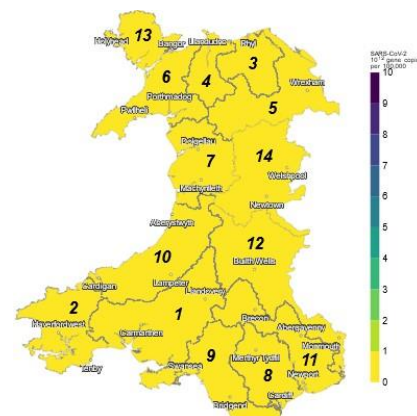 13
Holyhead
Llandudno
Bangor
Rhyl
3
6
4
Wrexham
Porthmadog
5
Pwllheli
Dolgellau
7
14
Welshpool
Machynlleth
Newtown
Aberystwyth
12
10
Builth Wells
Cardigan
Lampeter
2
Llandovery
Haverfordwest
1
Brecon
Carmarthen
Abergavenny
Monmouth
Tenby
Swansea
9
Merthyr Tydfil
11
8
Newport
Bridgend
Cardiff
SARS-CoV-2
per 100,000
10
9
8
7
6
5
4
3
2
1
0